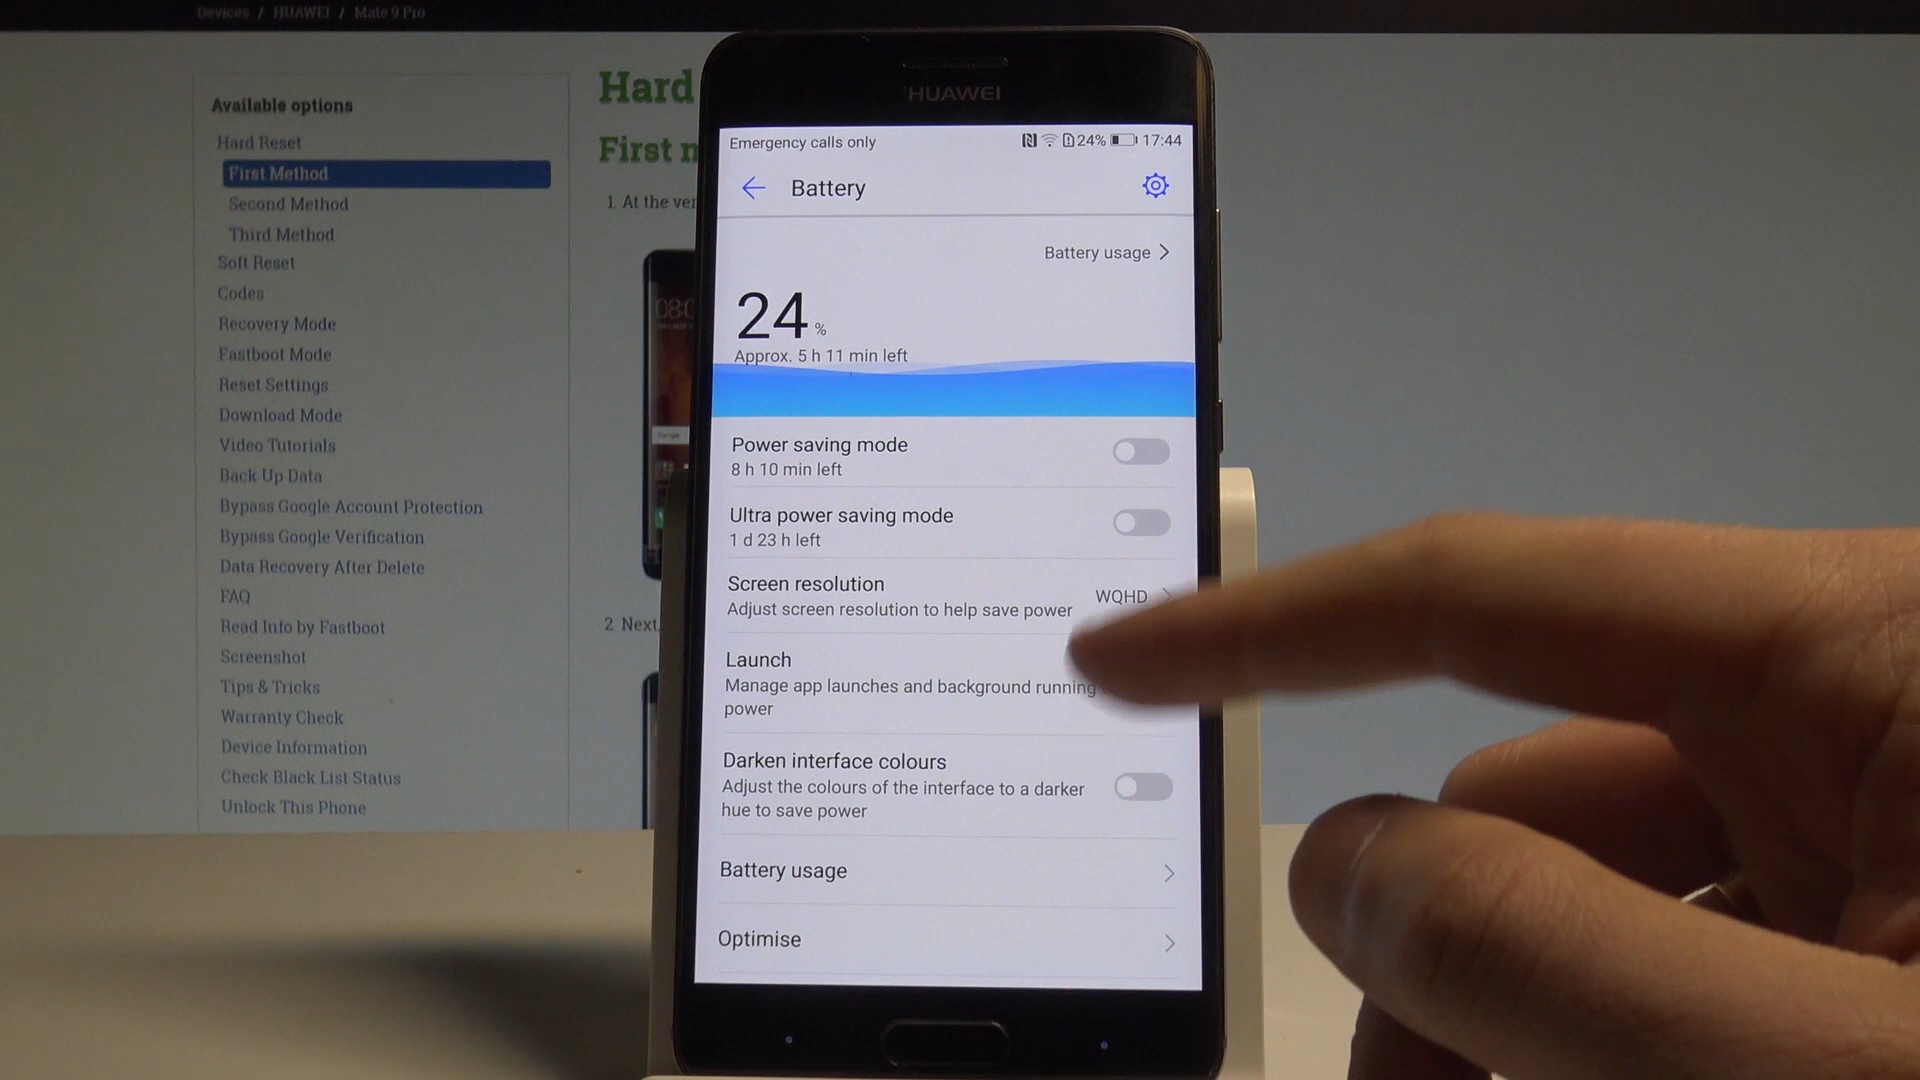 Devices / HUAWEI / Mate 9 Pro
Available options
Hard Reset
First Method
Second Method
Third Method
Soft Reset
Codes
Recovery Mode
Fastboot Mode
Reset Settings
Download Mode
Video Tutorials
Back Up Data
Bypass Google Account Protection
Bypass Google Verification
Data Recovery After Delete
FAQ
Read Info by Fastboot
Screenshot
Tips & Tricks
Warranty Check
Device Information
Check Black List Status
Unlock This Phone
Hard
First
1. At the
2. Next,
Google
HUAWEI
Emergency calls only 24% 17:44
Battery
Battery usage
24 %
Approx. 5 h 11 min left
Power saving mode
8 h 10 min left
Ultra power saving mode
1 d 23 h left
Screen resolution
WQHD
Adjust screen resolution to help save power
Launch
Manage app launches and background running
power
Darken interface colours
Adjust the colours of the interface to a darker
hue to save power
Battery usage
Optimise